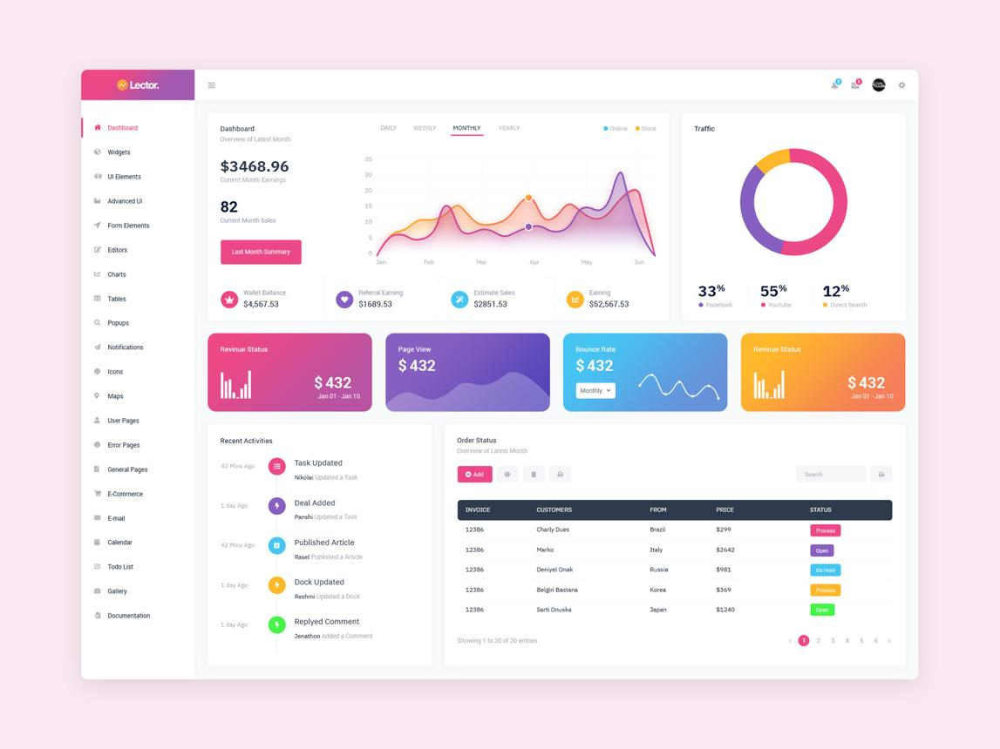 Lector.
3
3
Dashboard
Widgets
UI Elements
Advanced UI
Form Elements
Editors
Charts
Tables
Popups
Notifications
Icons
Maps
User Pages
Error Pages
General Pages
E-Commerce
E-mail
Calendar
Todo List
Gallery
Documentation
Dashboard
Overview of Latest Month
DAILY WEEKLY MONTHLY YEARLY
Online Store
$3468.96
Current Month Earnings
82
Current Month Sales
Last Month Summary
35
30
20
15
10
5
0
Jan Feb Mar Apr May Jun
Wallet Ballance
$4,567.53
Referral Earning
$1689.53
Estimate Sales
$2851.53
Earning
$52,567.53
Traffic
33% 55% 12%
Facebook Youtube Direct Search
Revinue Status
$ 432
Jan 01 - Jan 10
Page View
$ 432
Bounce Rate
$ 432
Monthly
Revinue Status
$ 432
Jan 01 - Jan 10
Recent Activities
42 Mins Ago
Task Updated
Nikolai Updated a Task
1 day Ago
Deal Added
Panshi Updated a Task
42 Mins Ago
Published Article
Rasel Published a Article
1 day Ago
Dock Updated
Reshmi Updated a Dock
1 day Ago
Replyed Comment
Jenathon Added a Comment
Order Status
Overview of Latest Month
Add
Search
INVOICE CUSTOMERS FROM PRICE STATUS
12386 Charly Dues Brazil $299 Process
12386 Marko Italy $2642 Open
12386 Deniyel Onak Russia $981 On Hold
12386 Belgiri Bastana Korea $369 Process
12386 Sarti Onuska Japan $1240 Open
Showing 1 to 20 of 20 entries
‹ 1 2 3 4 5 6 ›